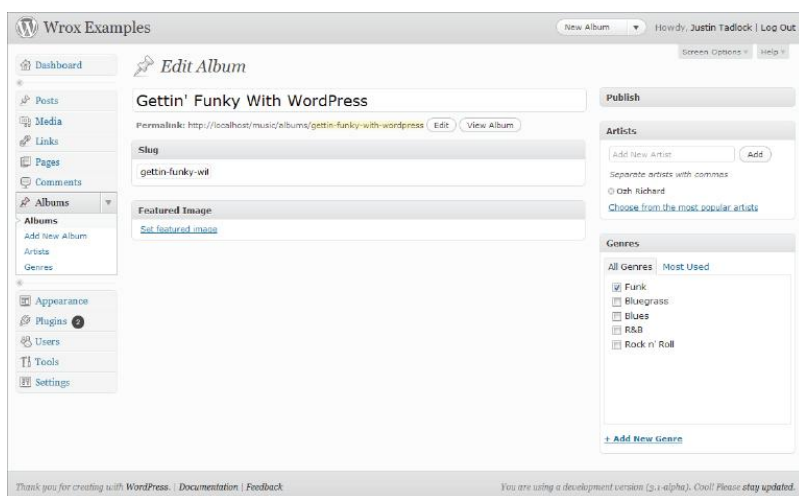 Wrox Examples
New Album
Howdy, Justin Tadlock | Log Out
Screen Options
Help
Dashboard
Posts
Media
Links
Pages
Comments
Albums
Albums
Add New Album
Artists
Genres
Appearance
Plugins 2
Users
Tools
Settings
Edit Album
Gettin' Funky With WordPress
Permalink: http://localhost/music/albums/gettin-funky-with-wordpress Edit View Album
Slug
gettin-funky-wit
Featured Image
Set featured image
Publish
Artists
Add New Artist
Add
Separate artists with commas
Ozh Richard
Choose from the most popular artists
Genres
All Genres Most Used
Funk
Bluegrass
Blues
R&B
Rock n' Roll
+ Add New Genre
Thank you for creating with WordPress. | Documentation | Feedback
You are using a development version (3.1-alpha). Cool! Please stay updated.